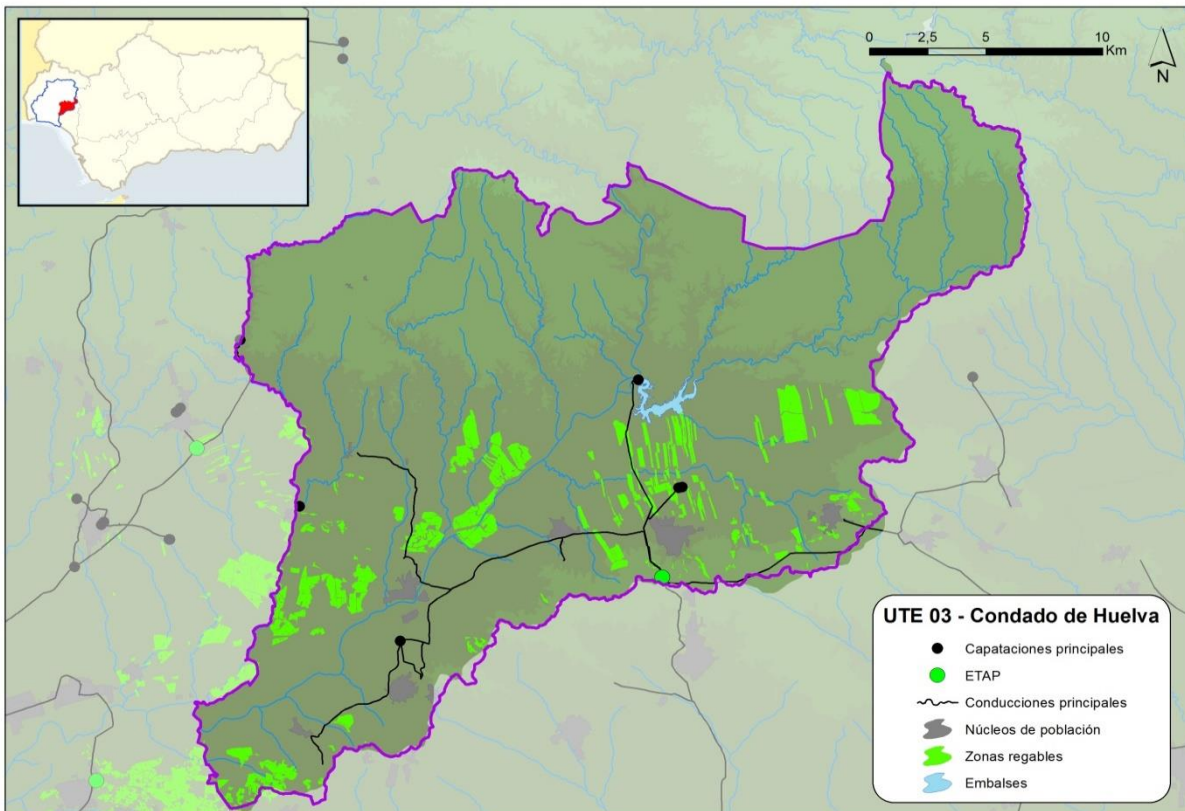 0 2,5 5 10
Km
N
UTE 03 - Condado de Huelva
Capataciones principales
ETAP
Conducciones principales
Núcleos de población
Zonas regables
Embalses